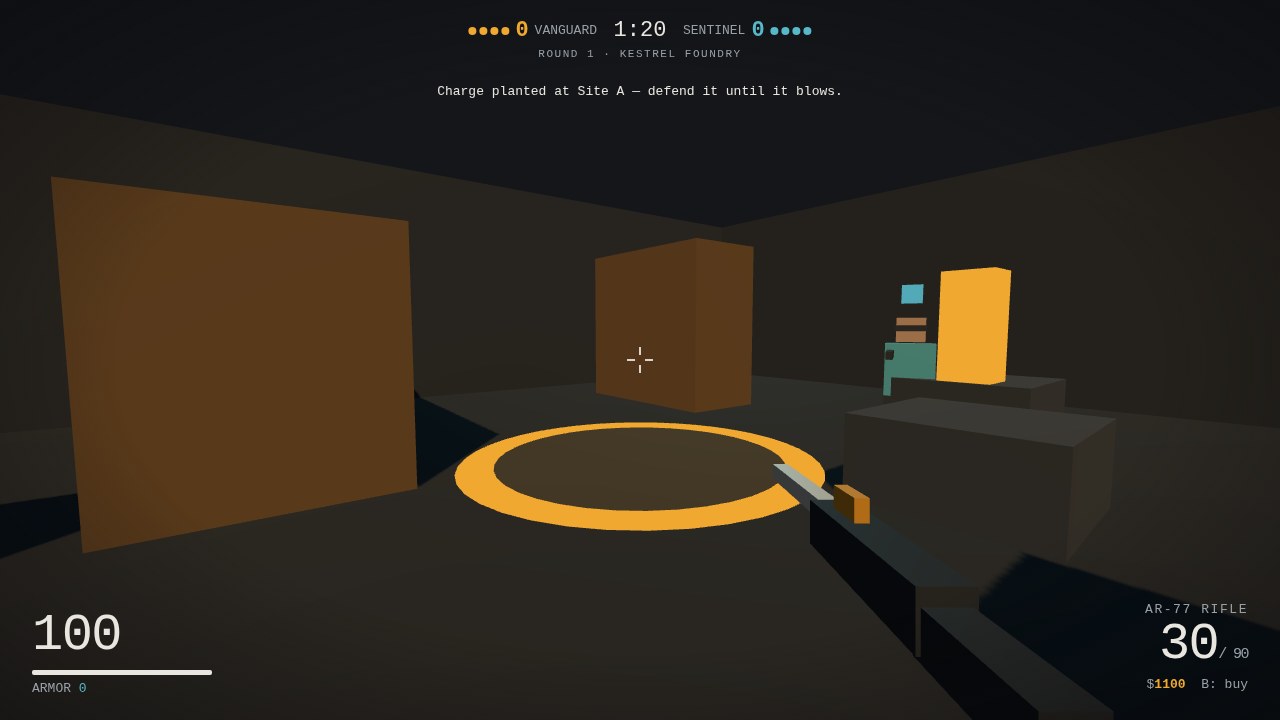 0 VANGUARD 1:20 SENTINEL 0
ROUND 1 · KESTREL FOUNDRY
Charge planted at Site A — defend it until it blows.
100
ARMOR 0
AR-77 RIFLE
30 / 90
$1100 B: buy